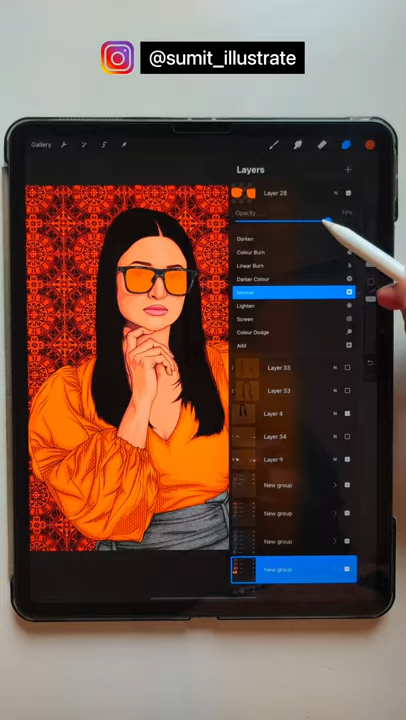 @sumit_illustrate
Gallery
Layers
Layer 28
N
Opacity
Darken
Colour Burn
Linear Burn
Darker Colour
Normal
Lighten
Screen
Colour Dodge
Add
Layer 33
N
Layer 33
N
Layer 4
N
Layer 34
N
Layer 9
N
New group
New group
New group
New group